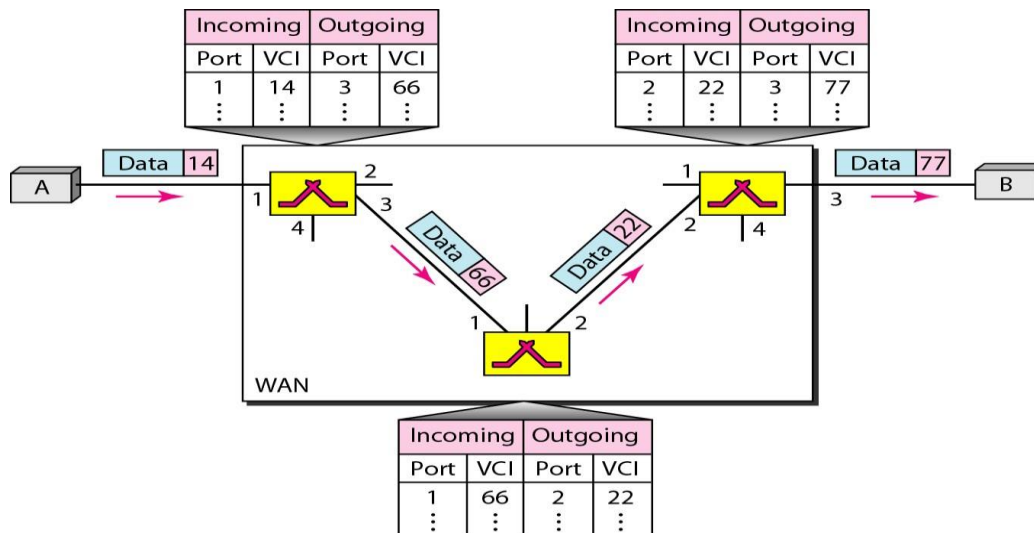 Incoming Outgoing
Port VCI Port VCI
1 14 3 66
⋮ ⋮ ⋮ ⋮
Incoming Outgoing
Port VCI Port VCI
2 22 3 77
⋮ ⋮ ⋮ ⋮
A
Data 14
1
2
3
4
Data 66
1
2
Data 22
1
2
4
3
Data 77
B
WAN
Incoming Outgoing
Port VCI Port VCI
1 66 2 22
⋮ ⋮ ⋮ ⋮